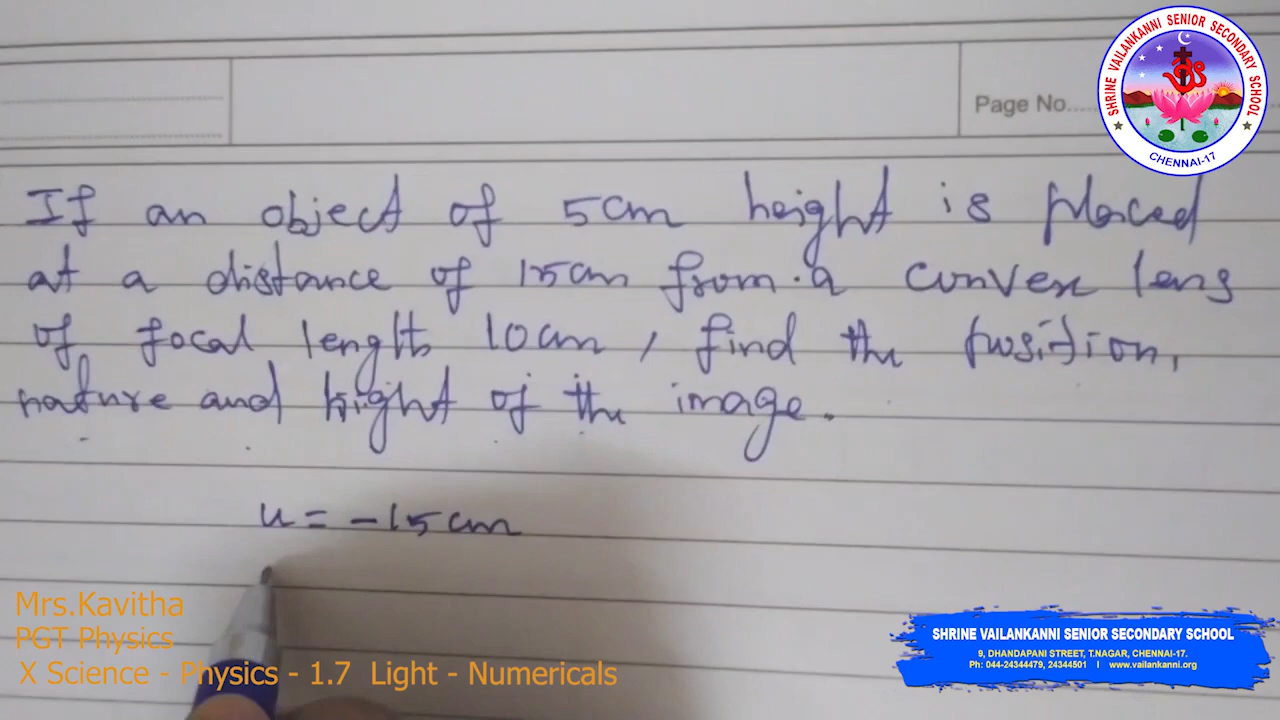 SHRINE VAILANKANNI SENIOR SECONDARY SCHOOL
CHENNAI-17
Page No.....
If an object of 5cm height is placed
at a distance of 15cm from a convex lens
of focal length 10cm, find the position,
nature and hight of the image.
u = -15cm
Mrs.Kavitha
PGT Physics
X Science - Physics - 1.7 Light - Numericals
SHRINE VAILANKANNI SENIOR SECONDARY SCHOOL
9, DHANDAPANI STREET, T.NAGAR, CHENNAI-17.
Ph: 044-24344479, 24344501 | www.vailankanni.org